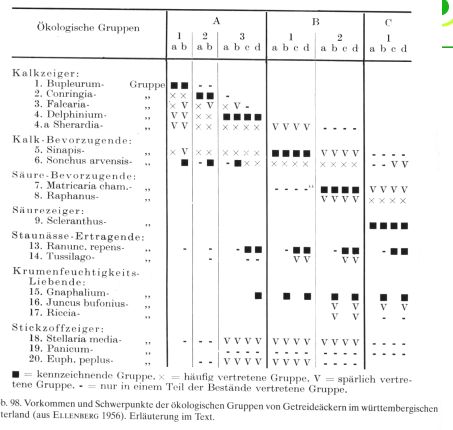 Ökologische Gruppen
A B C
1 2 3 1 2 1
a b a b a b c d a b c d a b c d a b c d
Kalkzeiger:
1. Bupleurum- Gruppe ■ ■ - -
2. Conringia- „ × × ■ ■ -
3. Falcaria- „ × V × V × V -
4. Delphinium- „ V V × × ■ ■ ■ ■
4.a Sherardia- „ V V × × × × × × V V V V - - - -
Kalk-Bevorzugende:
5. Sinapis- „ × V × × × × × × ■ ■ ■ ■ V V V V - - - -
6. Sonchus arvensis- „ ■ - ■ - ■ × × × × × × × × × × - - V V
Säure-Bevorzugende:
7. Matricaria cham.- „ - - - - ■ ■ ■ ■ V V V V
8. Raphanus- „ V V V V × × × ×
Säurezeiger:
9. Scleranthus- „ ■ ■ ■ ■
Staunässe-Ertragende:
13. Ranunc. repens- „ - - - ■ ■ - ■ ■ - ■ ■ - ■ ■
14. Tussilago- „ - - - V V V V
Krumenfeuchtigkeits-
Liebende:
15. Gnaphalium- „ ■ ■ ■ ■ ■ ■ ■
16. Juncus bufonius- „ V V V V
17. Riccia- „ V V - -
Stickzoffzeiger:
18. Stellaria media- „ - - - V V V V V V V V V V V V V V V V
19. Panicum- „ - - - - - - - - - - - - - - - -
20. Euph. peplus- „ - - V V V V V V V V - - - -
■ = kennzeichnende Gruppe. × = häufig vertretene Gruppe. V = spärlich vertre-
tene Gruppe. - = nur in einem Teil der Bestände vertretene Gruppe.
b. 98. Vorkommen und Schwerpunkte der ökologischen Gruppen von Getreideäckern im württembergischen
terland (aus ELLENBERG 1956). Erläuterung im Text.